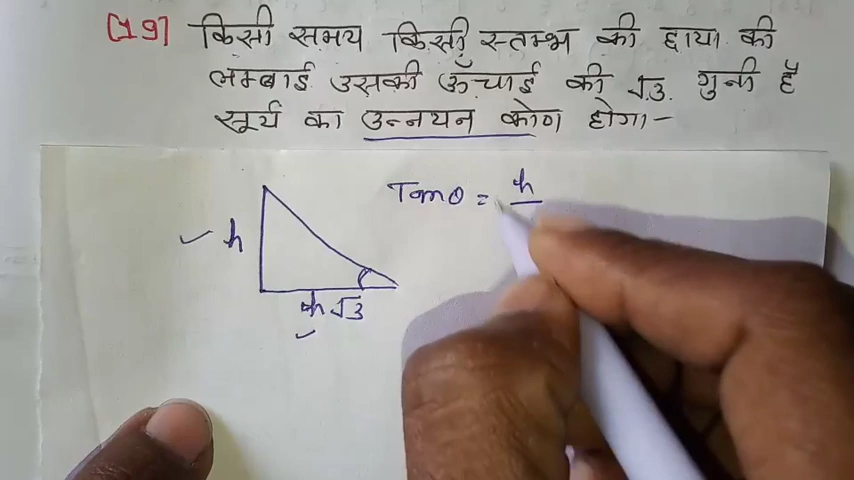 [19] किसी समय किसी स्तम्भ की छाया की
लम्बाई उसकी ऊँचाई की √3 गुनी है
सूर्य का उन्नयन कोण होगा-
Tanθ = h
h
h√3